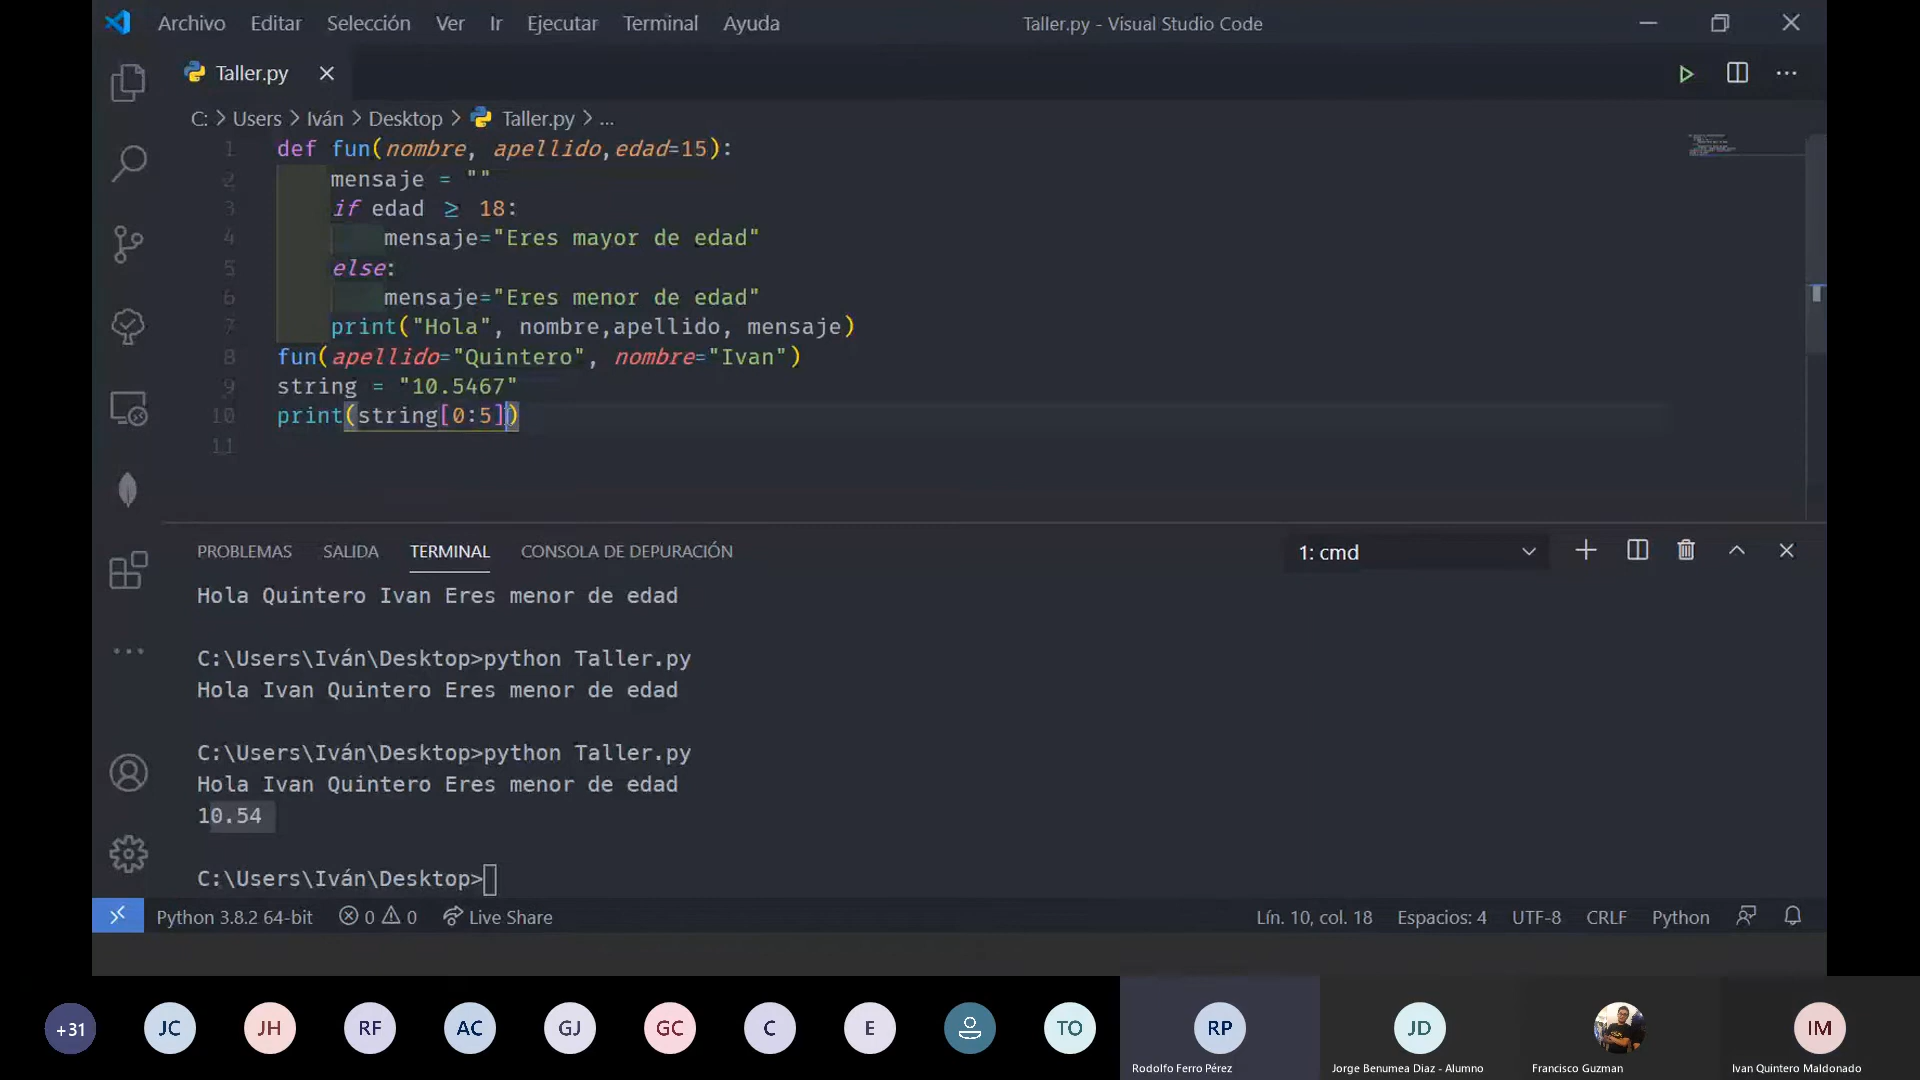 Archivo Editar Selección Ver Ir Ejecutar Terminal Ayuda Taller.py - Visual Studio Code
Taller.py
C: > Users > Iván > Desktop > Taller.py > ...
1 def fun(nombre, apellido,edad=15):
2 mensaje = ""
3 if edad ≥ 18:
4 mensaje="Eres mayor de edad"
5 else:
6 mensaje="Eres menor de edad"
7 print("Hola", nombre,apellido, mensaje)
8 fun(apellido="Quintero", nombre="Ivan")
9 string = "10.5467"
10 print(string[0:5])
11
PROBLEMAS SALIDA TERMINAL CONSOLA DE DEPURACIÓN 1: cmd
Hola Quintero Ivan Eres menor de edad
C:\Users\Iván\Desktop>python Taller.py
Hola Ivan Quintero Eres menor de edad
C:\Users\Iván\Desktop>python Taller.py
Hola Ivan Quintero Eres menor de edad
10.54
C:\Users\Iván\Desktop>
Python 3.8.2 64-bit 0 0 Live Share Lín. 10, col. 18 Espacios: 4 UTF-8 CRLF Python
+31 JC JH RF AC GJ GC C E TO RP JD IM
Rodolfo Ferro Pérez Jorge Benumea Diaz - Alumno Francisco Guzman Ivan Quintero Maldonado